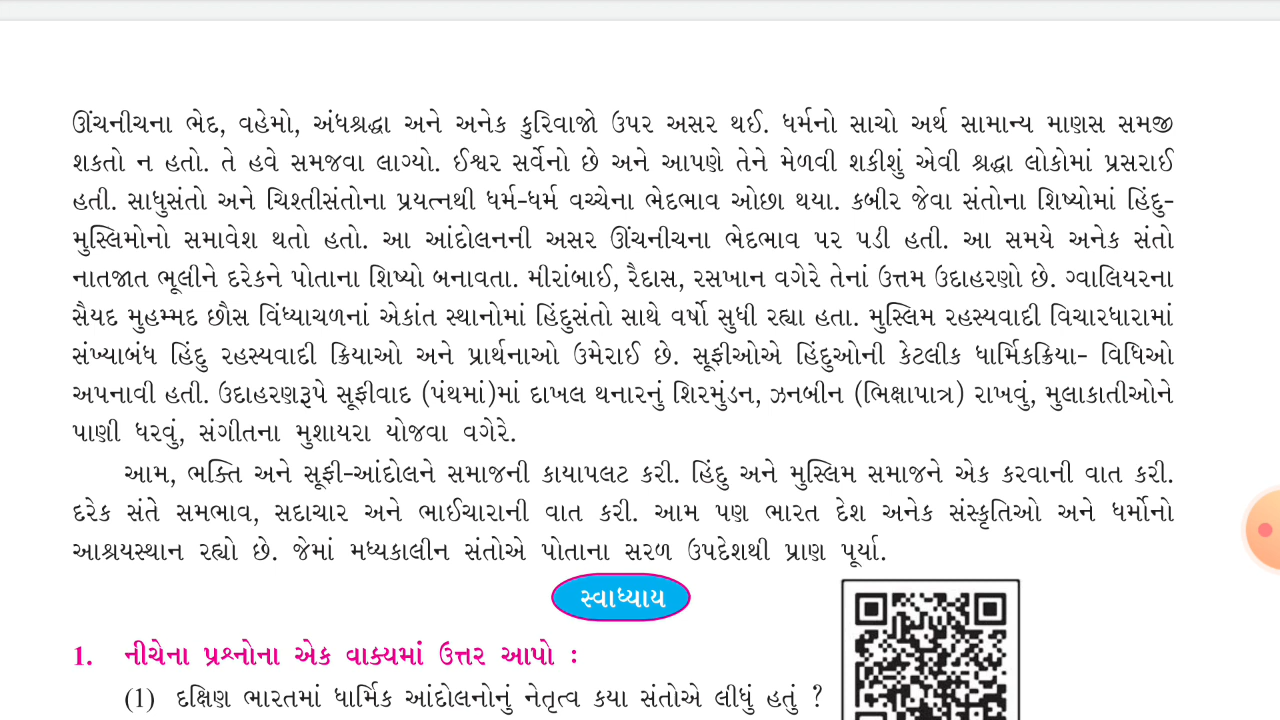 ઊંચનીચના ભેદ, વહેમો, અંધશ્રદ્ધા અને અનેક કુરિવાજો ઉપર અસર થઈ. ધર્મનો સાચો અર્થ સામાન્ય માણસ સમજી
શકતો ન હતો. તે હવે સમજવા લાગ્યો. ઈશ્વર સર્વેનો છે અને આપણે તેને મેળવી શકીશું એવી શ્રદ્ધા લોકોમાં પ્રસરાઈ
હતી. સાધુસંતો અને ચિશ્તીસંતોના પ્રયત્નથી ધર્મ-ધર્મ વચ્ચેના ભેદભાવ ઓછા થયા. કબીર જેવા સંતોના શિષ્યોમાં હિંદુ-
મુસ્લિમોનો સમાવેશ થતો હતો. આ આંદોલનની અસર ઊંચનીચના ભેદભાવ પર પડી હતી. આ સમયે અનેક સંતો
નાતજાત ભૂલીને દરેકને પોતાના શિષ્યો બનાવતા. મીરાંબાઈ, રૈદાસ, રસખાન વગેરે તેનાં ઉત્તમ ઉદાહરણો છે. ગ્વાલિયરના
સૈયદ મુહમ્મદ છૌસ વિંધ્યાચળનાં એકાંત સ્થાનોમાં હિંદુસંતો સાથે વર્ષો સુધી રહ્યા હતા. મુસ્લિમ રહસ્યવાદી વિચારધારામાં
સંખ્યાબંધ હિંદુ રહસ્યવાદી ક્રિયાઓ અને પ્રાર્થનાઓ ઉમેરાઈ છે. સૂફીઓએ હિંદુઓની કેટલીક ધાર્મિકક્રિયા- વિધિઓ
અપનાવી હતી. ઉદાહરણરૂપે સૂફીવાદ (પંથમાં)માં દાખલ થનારનું શિરમુંડન, ઝનબીન (ભિક્ષાપાત્ર) રાખવું, મુલાકાતીઓને
પાણી ધરવું, સંગીતના મુશાયરા યોજવા વગેરે.
આમ, ભક્તિ અને સૂફી-આંદોલને સમાજની કાયાપલટ કરી. હિંદુ અને મુસ્લિમ સમાજને એક કરવાની વાત કરી.
દરેક સંતે સમભાવ, સદાચાર અને ભાઈચારાની વાત કરી. આમ પણ ભારત દેશ અનેક સંસ્કૃતિઓ અને ધર્મોનો
આશ્રયસ્થાન રહ્યો છે. જેમાં મધ્યકાલીન સંતોએ પોતાના સરળ ઉપદેશથી પ્રાણ પૂર્યા.
સ્વાધ્યાય
1. નીચેના પ્રશ્નોના એક વાક્યમાં ઉત્તર આપો :
(1) દક્ષિણ ભારતમાં ધાર્મિક આંદોલનોનું નેતૃત્વ કયા સંતોએ લીધું હતું ?